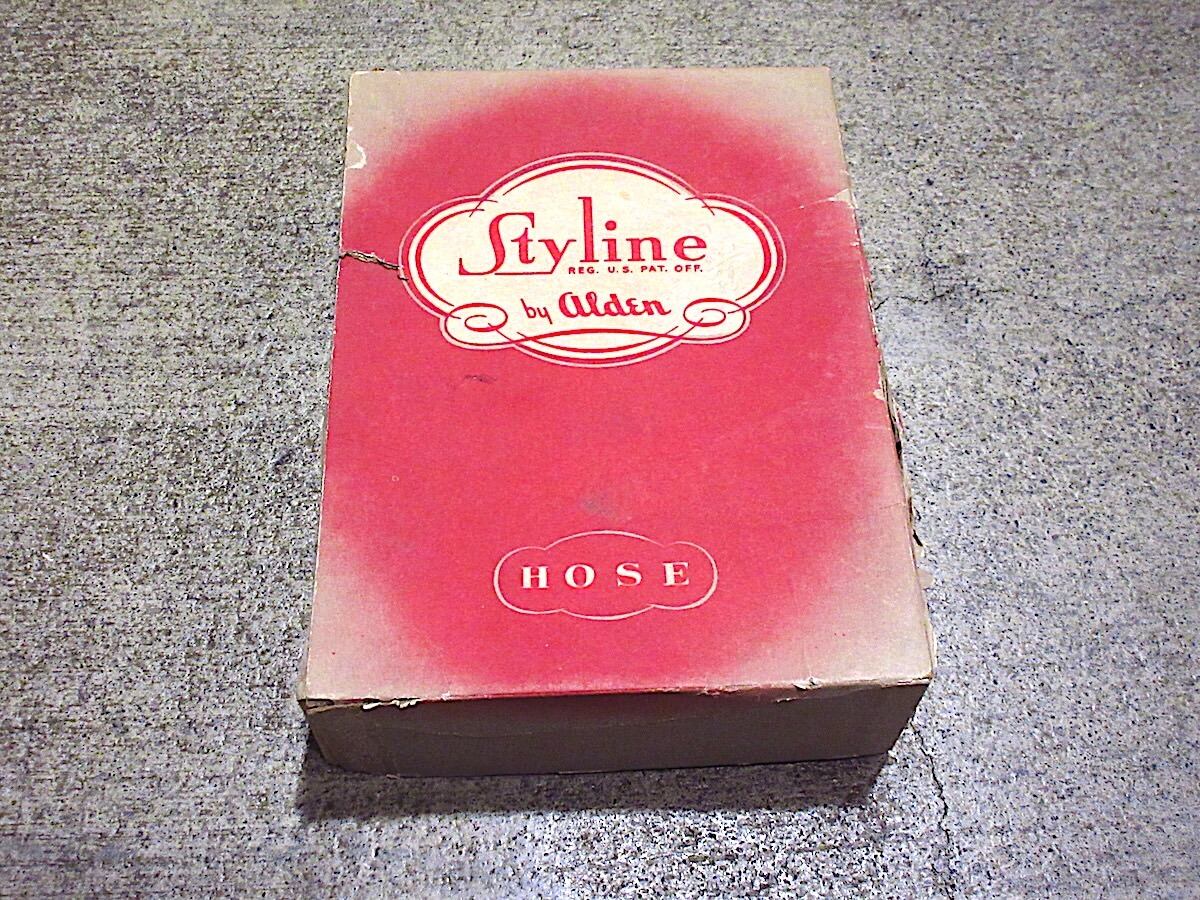 Styline
REG. U.S. PAT. OFF.
by Alden
HOSE